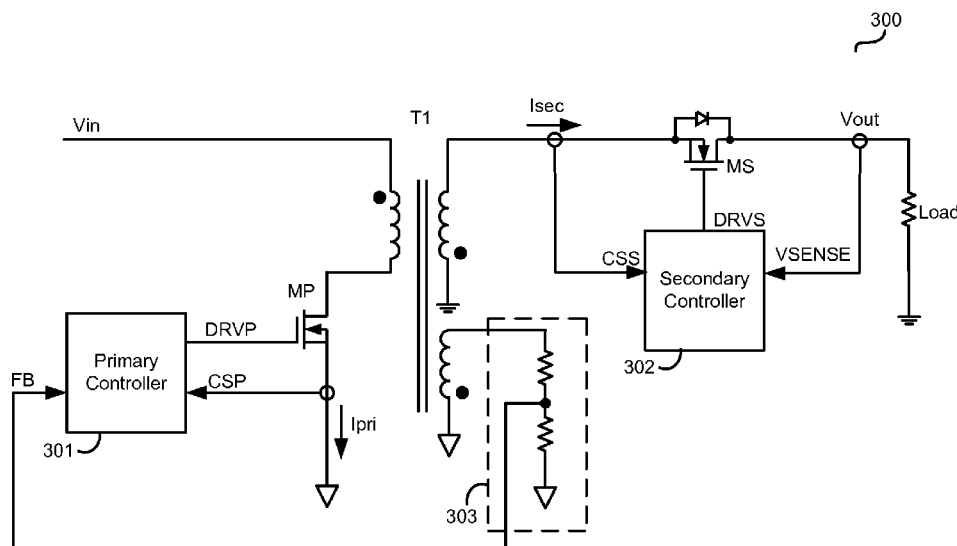 300
Isec
T1
Vin
Vout
MS
DRVS
Load
CSS
VSENSE
Secondary
Controller
302
MP
DRVP
Primary
Controller
FB
CSP
301
Ipri
303